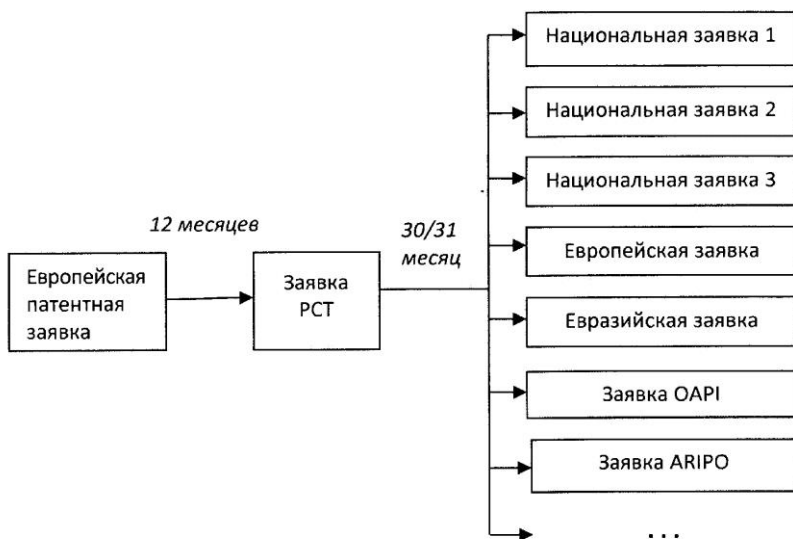 Национальная заявка 1
Национальная заявка 2
Национальная заявка 3
12 месяцев
30/31
месяц
Европейская
патентная
заявка
Заявка
РСТ
Европейская заявка
Евразийская заявка
Заявка OAPI
Заявка ARIPO
...